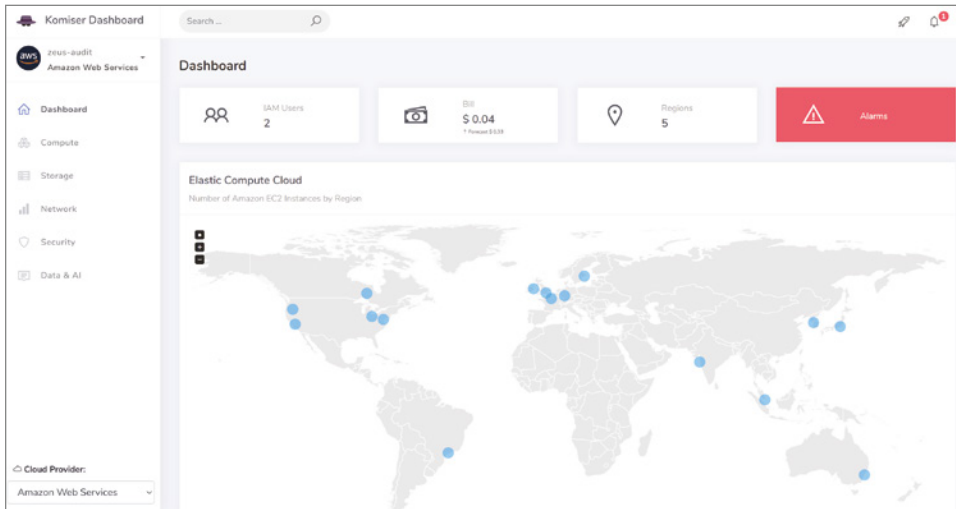 Komiser Dashboard
Search ...
1
aws
zeus-audit
Amazon Web Services
Dashboard
Dashboard
Compute
Storage
Network
Security
Data & AI
IAM Users
2
Bill
$ 0.04
Regions
5
Alarms
Elastic Compute Cloud
Number of Amazon EC2 Instances by Region
+
−
Cloud Provider:
Amazon Web Services